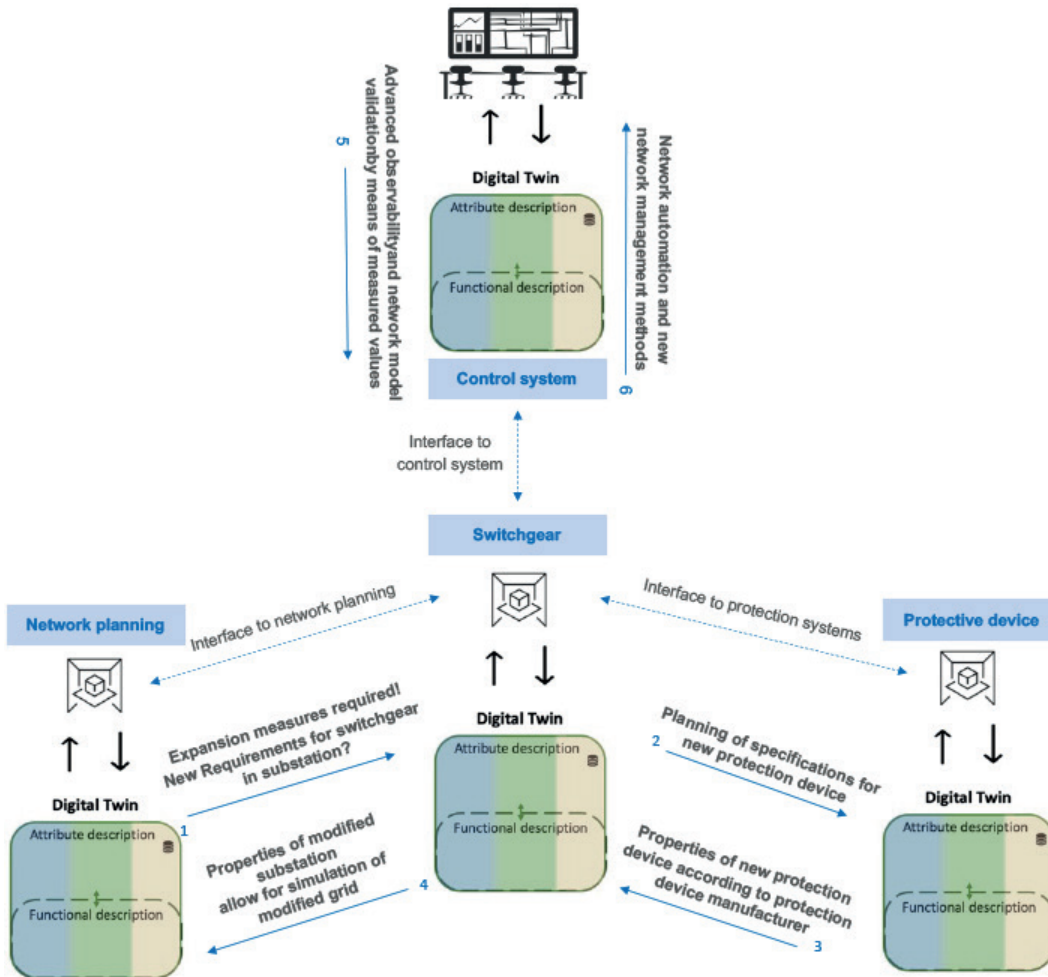 5
Advanced observabilityand network model
validationby means of measured values
Digital Twin
Attribute description
Functional description
Control system
Network automation and new
network management methods
6
Interface to
control system
Switchgear
Network planning
Interface to network planning
Interface to protection systems
Protective device
Expansion measures required!
New Requirements for switchgear
in substation?
1
Digital Twin
Attribute description
Functional description
2
Planning of specifications for
new protection device
Digital Twin
Attribute description
Functional description
Properties of modified
substation
allow for simulation of
modified grid
4
Properties of new protection
device according to protection
device manufacturer
3
Digital Twin
Attribute description
Functional description